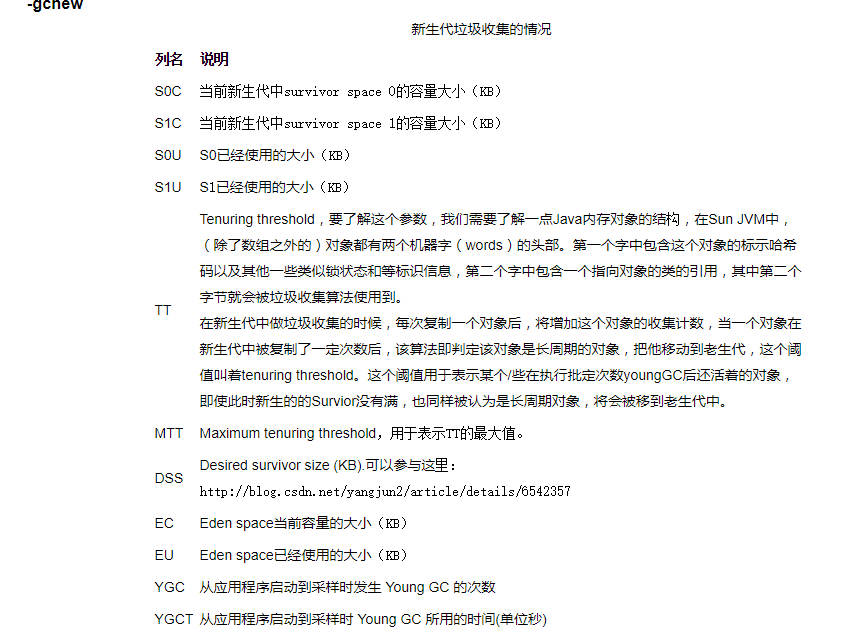 -gcnew
新生代垃圾收集的情况
列名 说明
S0C 当前新生代中survivor space 0的容量大小（KB）
S1C 当前新生代中survivor space 1的容量大小（KB）
S0U S0已经使用的大小（KB）
S1U S1已经使用的大小（KB）
Tenuring threshold，要了解这个参数，我们需要了解一点Java内存对象的结构，在Sun JVM中，
（除了数组之外的）对象都有两个机器字（words）的头部。第一个字中包含这个对象的标示哈希
码以及其他一些类似锁状态和等标识信息，第二个字中包含一个指向对象的类的引用，其中第二个
字节就会被垃圾收集算法使用到。
TT
在新生代中做垃圾收集的时候，每次复制一个对象后，将增加这个对象的收集计数，当一个对象在
新生代中被复制了一定次数后，该算法即判定该对象是长周期的对象，把他移动到老生代，这个阈
值叫着tenuring threshold。这个阈值用于表示某个/些在执行批定次数youngGC后还活着的对象，
即使此时新生的的Survior没有满，也同样被认为是长周期对象，将会被移到老生代中。
MTT Maximum tenuring threshold，用于表示TT的最大值。
DSS Desired survivor size (KB).可以参与这里：
http://blog.csdn.net/yangjun2/article/details/6542357
EC Eden space当前容量的大小（KB）
EU Eden space已经使用的大小（KB）
YGC 从应用程序启动到采样时发生 Young GC 的次数
YGCT 从应用程序启动到采样时 Young GC 所用的时间(单位秒)